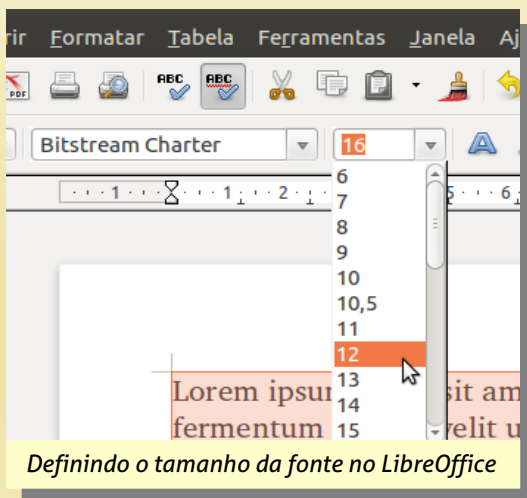 rir Formatar Tabela Ferramentas Janela Aj
PDF ABC ABC
Bitstream Charter 16
1 1 2 5 6
6
7
8
9
10
10,5
11
12
13
14
15
Lorem ipsu sit am
fermentum velit u
Definindo o tamanho da fonte no LibreOffice